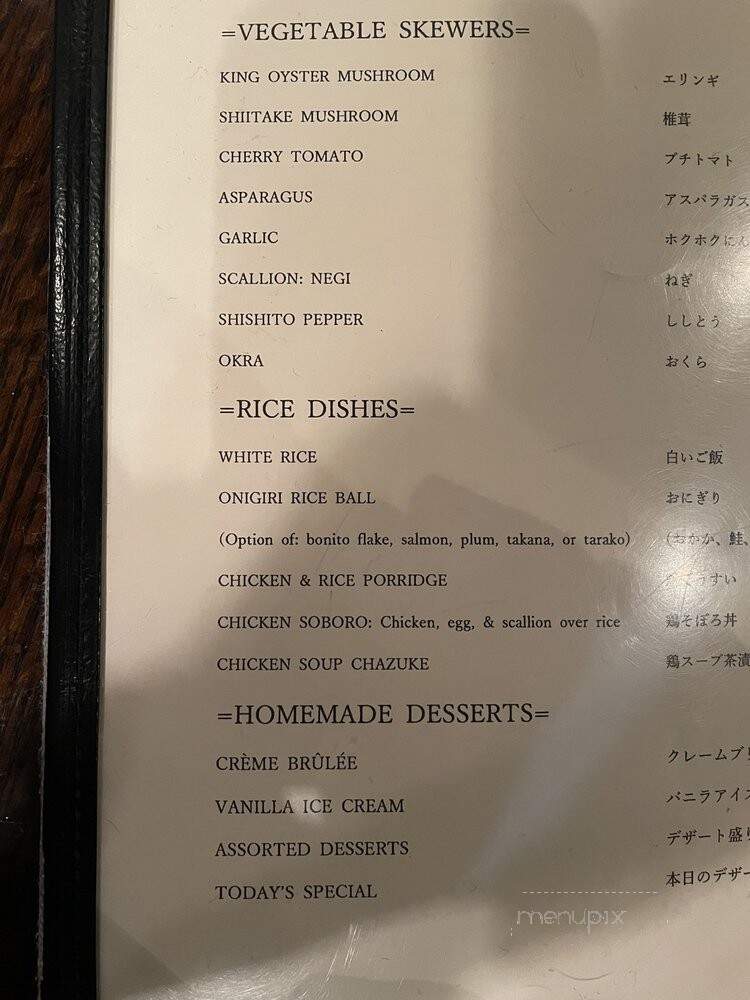 =VEGETABLE SKEWERS=
KING OYSTER MUSHROOM エリンギ
SHIITAKE MUSHROOM 椎茸
CHERRY TOMATO プチトマト
ASPARAGUS アスパラガス
GARLIC ホクホクにん
SCALLION: NEGI ねぎ
SHISHITO PEPPER ししとう
OKRA おくら
=RICE DISHES=
WHITE RICE 白いご飯
ONIGIRI RICE BALL おにぎり
(Option of: bonito flake, salmon, plum, takana, or tarako) (おかか、鮭、
CHICKEN & RICE PORRIDGE
CHICKEN SOBORO: Chicken, egg, & scallion over rice 鶏そぼろ丼
CHICKEN SOUP CHAZUKE 鶏スープ茶漬
=HOMEMADE DESSERTS=
CRÈME BRÛLÉE クレームブリ
VANILLA ICE CREAM バニラアイス
ASSORTED DESSERTS デザート盛り
TODAY'S SPECIAL 本日のデザー
menupix